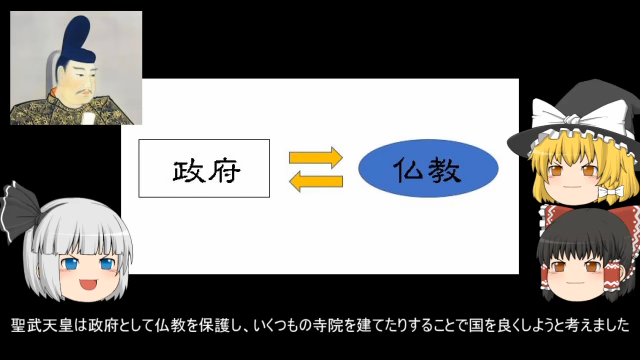 政府
仏教
聖武天皇は政府として仏教を保護し、いくつもの寺院を建てたりすることで国を良くしようと考えました